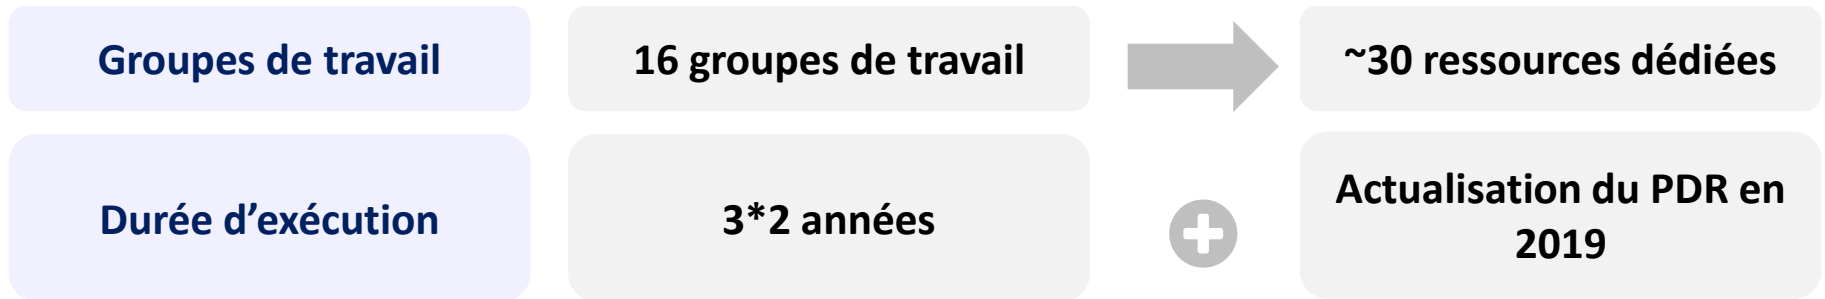 Groupes de travail
16 groupes de travail
~30 ressources dédiées
Durée d’exécution
3*2 années
Actualisation du PDR en
2019